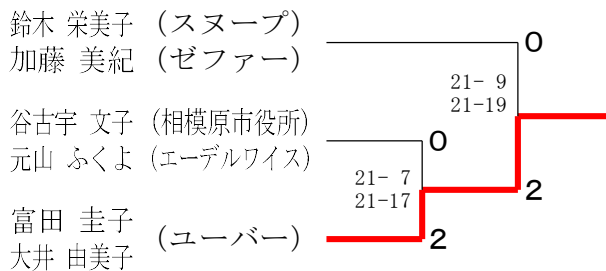 鈴木 栄美子 (スヌープ)
加藤 美紀 (ゼファー)
0
21- 9
21-19
谷古宇 文子 (相模原市役所)
元山 ふくよ (エーデルワイス)
0
21- 7
21-17
2
富田 圭子
大井 由美子
(ユーバー)
2